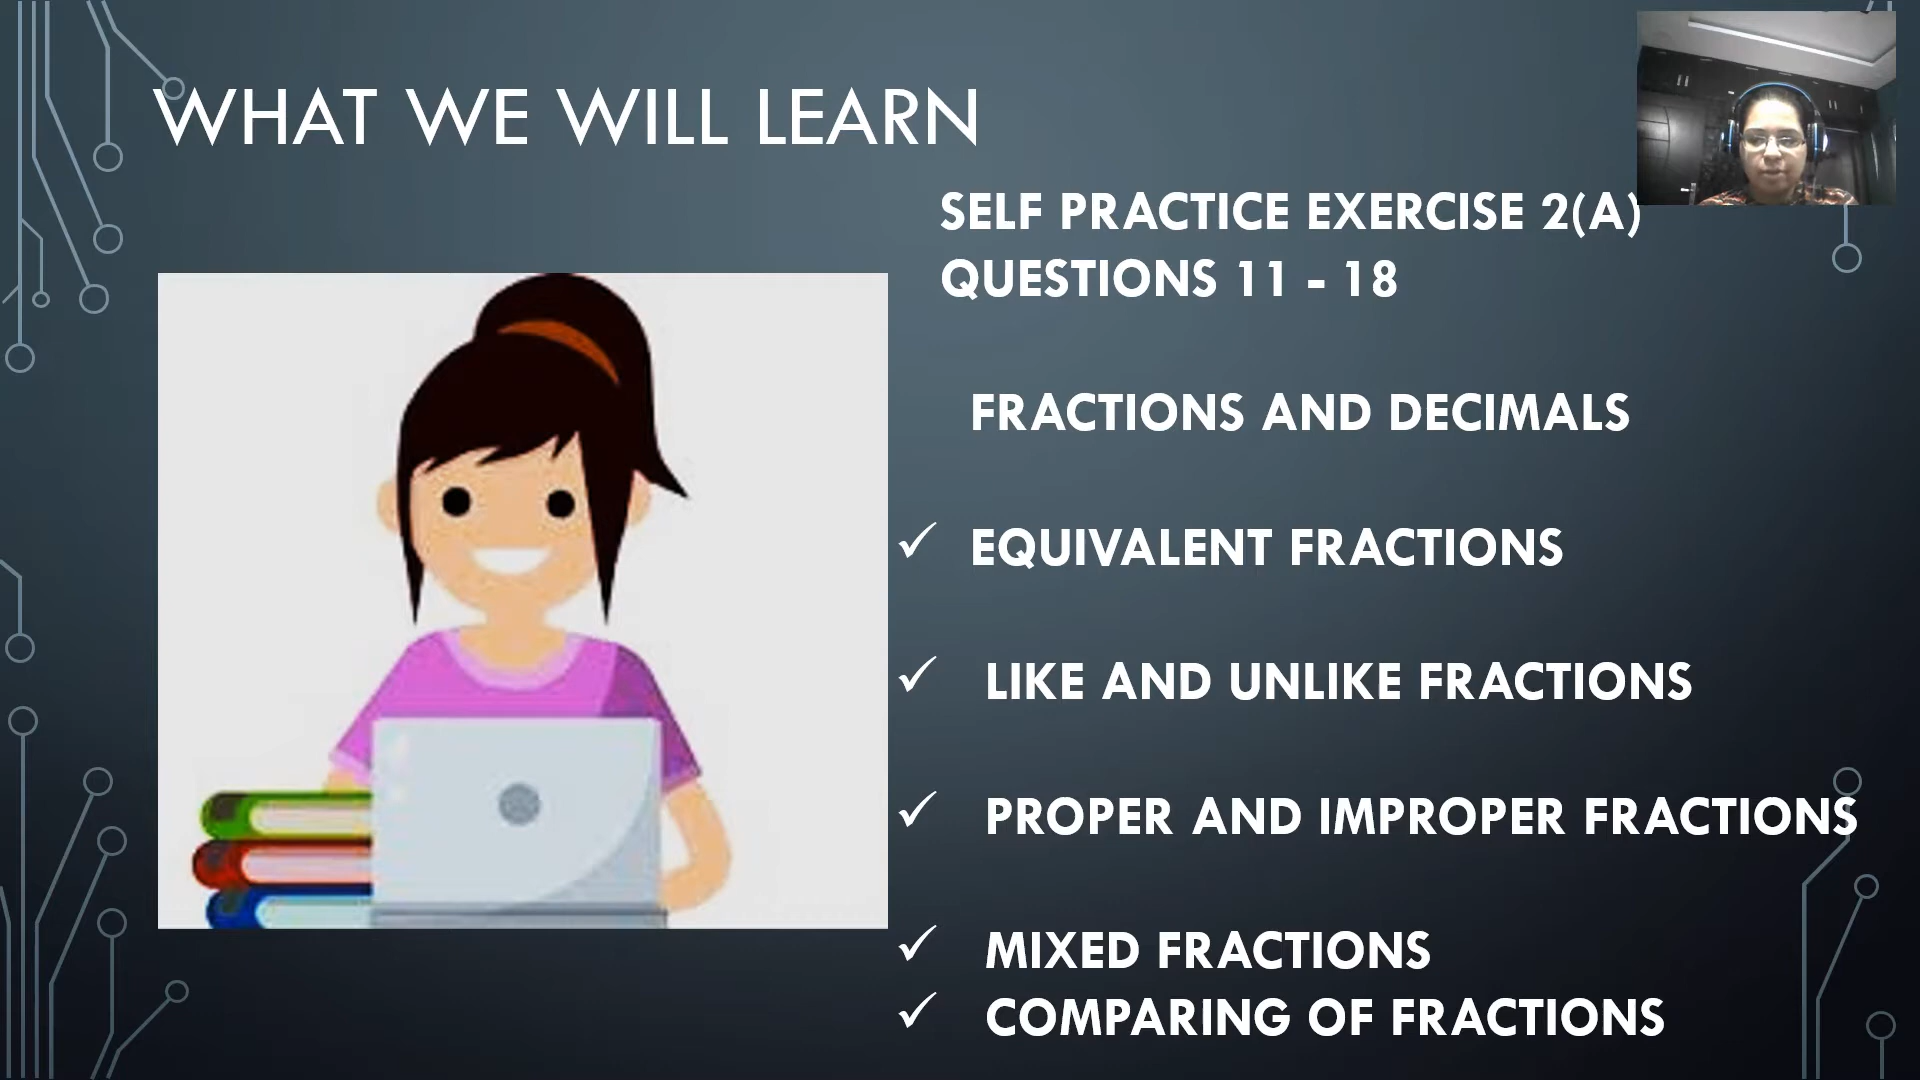 WHAT WE WILL LEARN
SELF PRACTICE EXERCISE 2(A)
QUESTIONS 11 - 18
FRACTIONS AND DECIMALS
✓ EQUIVALENT FRACTIONS
✓ LIKE AND UNLIKE FRACTIONS
✓ PROPER AND IMPROPER FRACTIONS
✓ MIXED FRACTIONS
✓ COMPARING OF FRACTIONS